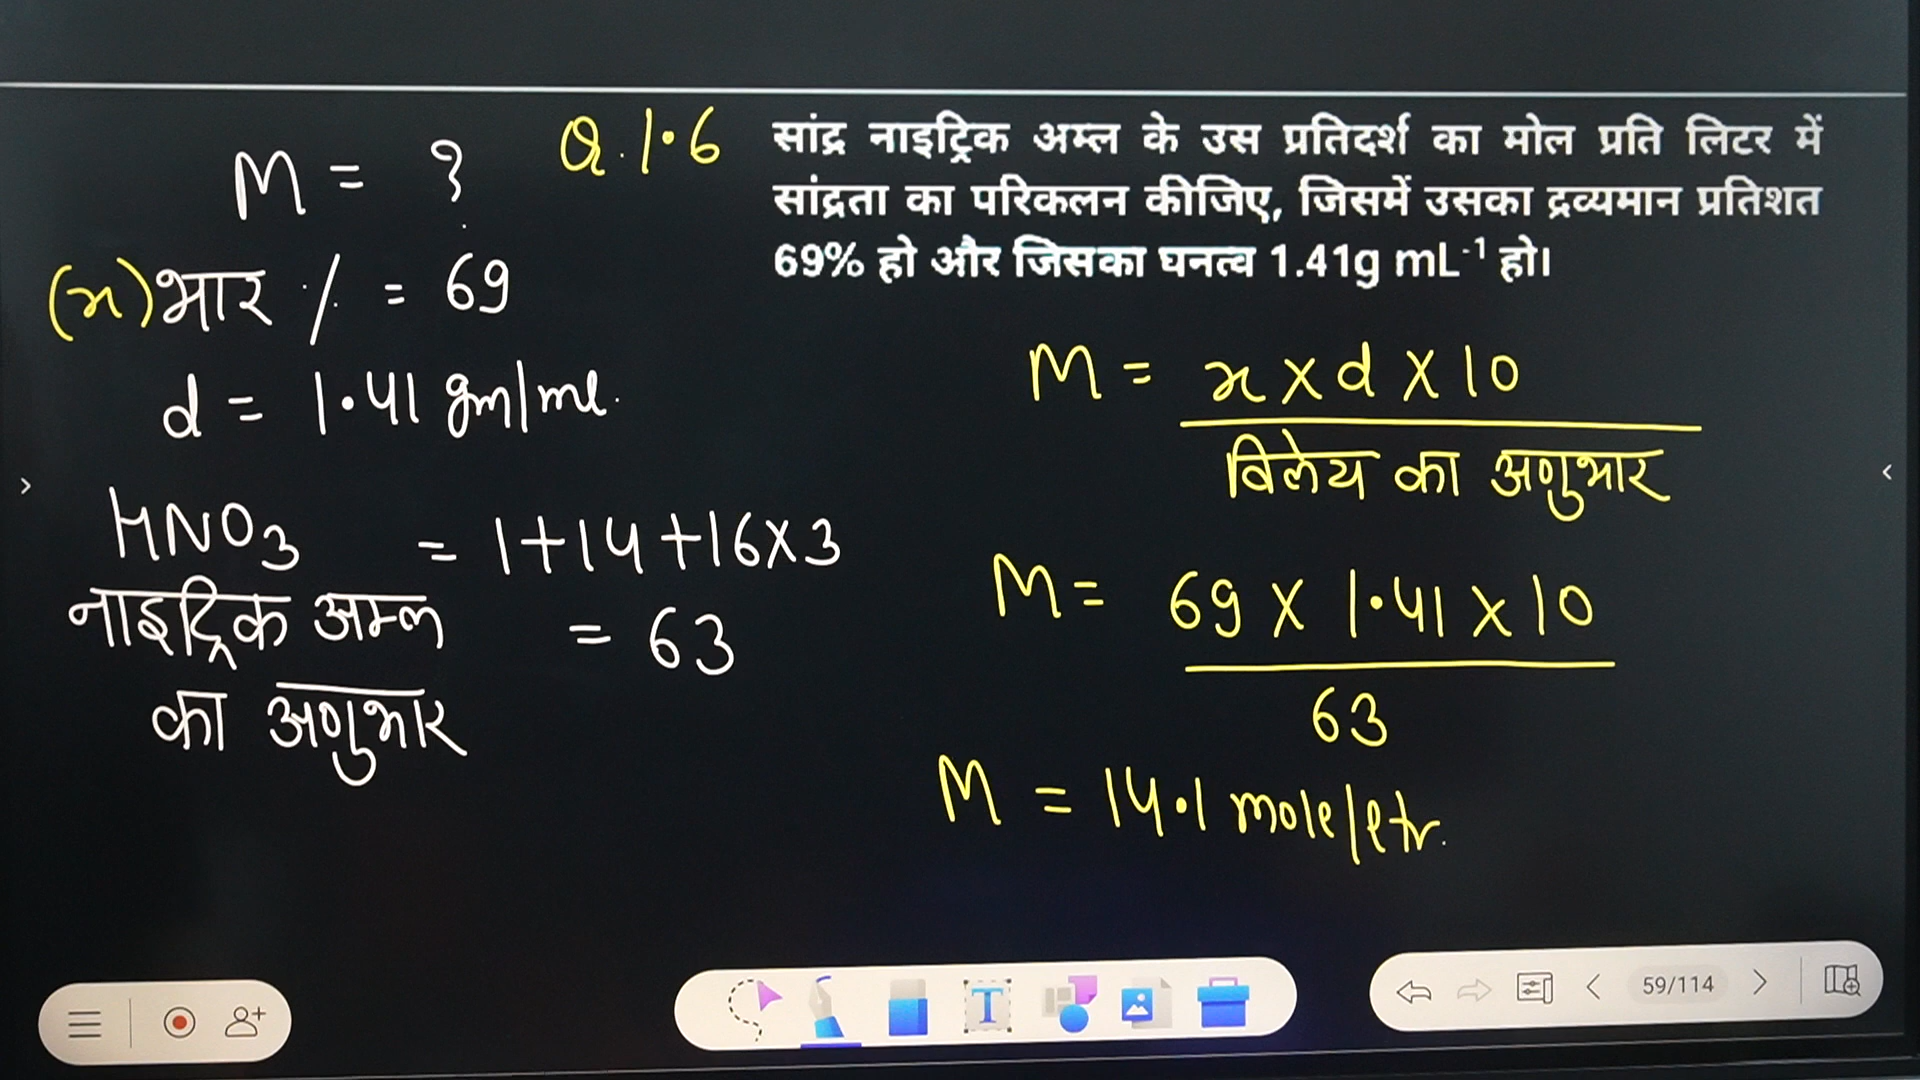 M = ?
(x) भार % = 69
d = 1.41 gm/ml.
HNO3 = 1+14+16×3
नाइट्रिक अम्ल = 63
का अणुभार
Q.1.6
सांद्र नाइट्रिक अम्ल के उस प्रतिदर्श का मोल प्रति लिटर में
सांद्रता का परिकलन कीजिए, जिसमें उसका द्रव्यमान प्रतिशत
69% हो और जिसका घनत्व 1.41g mL⁻¹ हो।
M = x × d × 10
विलेय का अणुभार
M = 69 × 1.41 × 10
63
M = 14.1 mole/ltr.
T
59/114